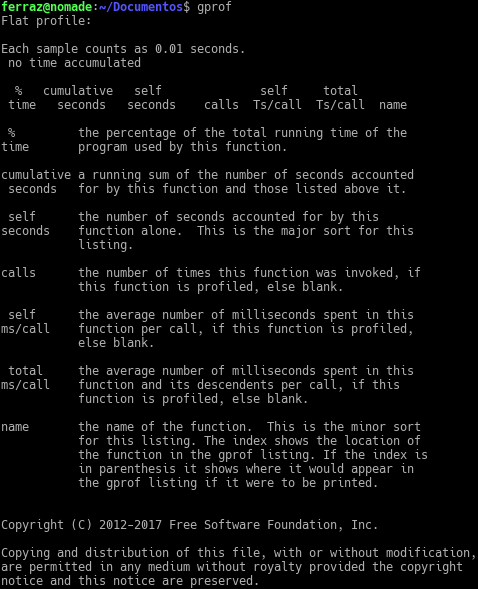 ferraz@nomade:~/Documentos$ gprof
Flat profile:

Each sample counts as 0.01 seconds.
 no time accumulated

  %   cumulative   self              self     total
 time   seconds   seconds    calls  Ts/call  Ts/call  name

 %         the percentage of the total running time of the
time       program used by this function.

cumulative a running sum of the number of seconds accounted
 seconds   for by this function and those listed above it.

 self      the number of seconds accounted for by this
seconds    function alone.  This is the major sort for this
           listing.

calls      the number of times this function was invoked, if
           this function is profiled, else blank.

 self      the average number of milliseconds spent in this
ms/call    function per call, if this function is profiled,
           else blank.

 total     the average number of milliseconds spent in this
ms/call    function and its descendents per call, if this
           function is profiled, else blank.

name       the name of the function.  This is the minor sort
           for this listing. The index shows the location of
           the function in the gprof listing. If the index is
           in parenthesis it shows where it would appear in
           the gprof listing if it were to be printed.

Copyright (C) 2012-2017 Free Software Foundation, Inc.

Copying and distribution of this file, with or without modification,
are permitted in any medium without royalty provided the copyright
notice and this notice are preserved.